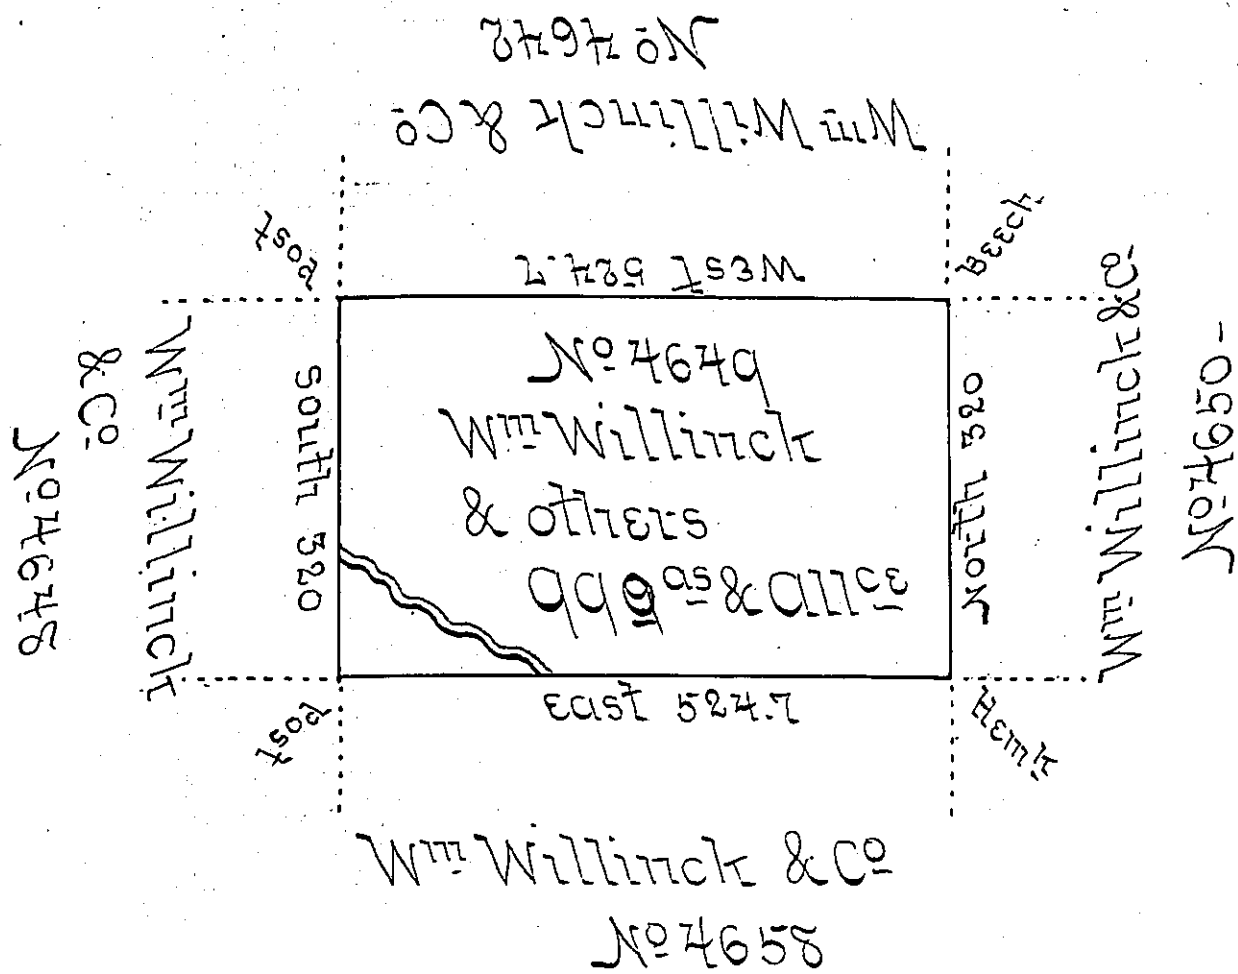 No 4642
Wm Willinck & Co
Post
Beech
West 524.7
No 4649
Wm Willinck
& others
990 as & allce
South 320
North 320
Wm Willinck
& Co
No 4648
Wm Willinck & Co-
No 4650-
East 524.7
Post
Hemk
Wm Willinck & Co
No 4658